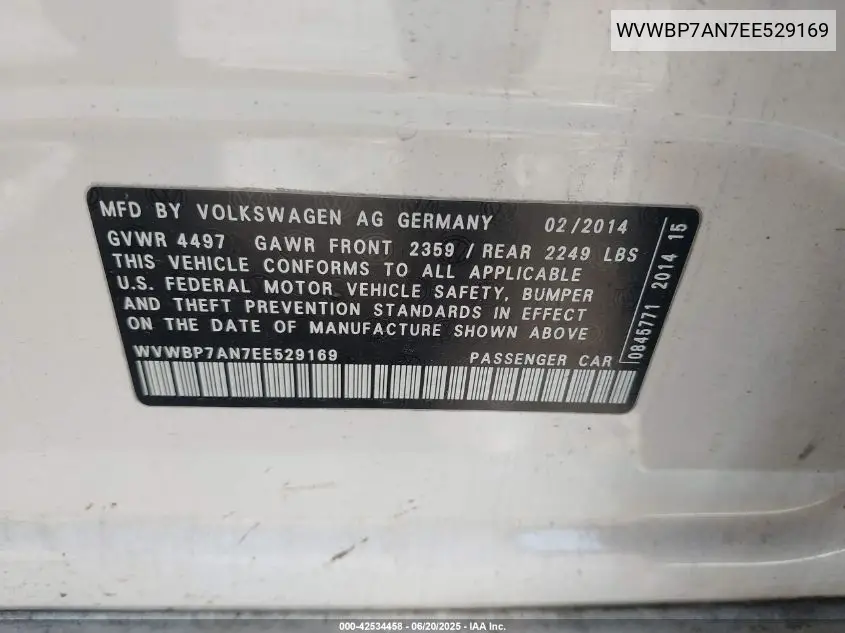 WVWBP7AN7EE529169
MFD BY VOLKSWAGEN AG GERMANY 02/2014
GVWR 4497 GAWR FRONT 2359 / REAR 2249 LBS
THIS VEHICLE CONFORMS TO ALL APPLICABLE
U.S. FEDERAL MOTOR VEHICLE SAFETY, BUMPER
AND THEFT PREVENTION STANDARDS IN EFFECT
ON THE DATE OF MANUFACTURE SHOWN ABOVE
WVWBP7AN7EE529169 PASSENGER CAR
0845771 2014 15
000-42534458 - 06/20/2025 - IAA Inc.